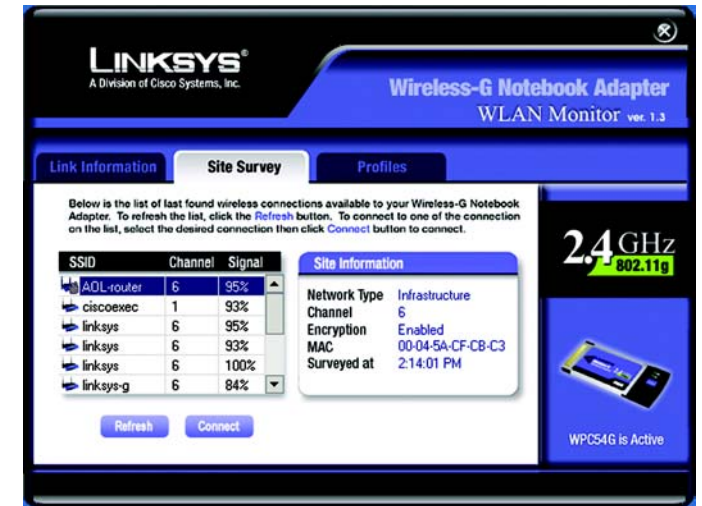 LINKSYS®
A Division of Cisco Systems, Inc.
Wireless-G Notebook Adapter
WLAN Monitor ver. 1.3
Link Information Site Survey Profiles
Below is the list of last found wireless connections available to your Wireless-G Notebook
Adapter. To refresh the list, click the Refresh button. To connect to one of the connection
on the list, select the desired connection then click Connect button to connect.
SSID Channel Signal
AOL-router 6 95%
ciscoexec 1 93%
linksys 6 95%
linksys 6 93%
linksys 6 100%
linksys-g 6 84%
Site Information
Network Type Infrastructure
Channel 6
Encryption Enabled
MAC 00-04-5A-CF-CB-C3
Surveyed at 2:14:01 PM
Refresh Connect
2.4 GHz
802.11g
WPC54G is Active